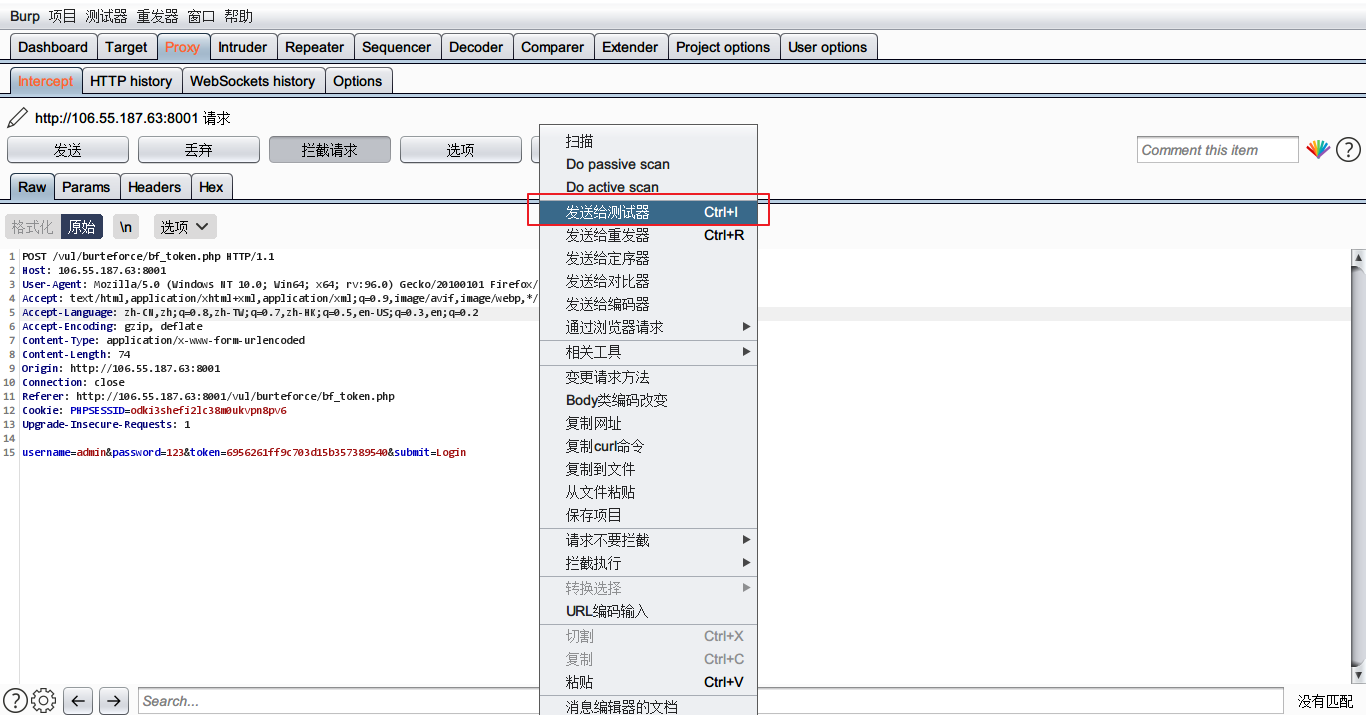 Burp 项目 测试器 重发器 窗口 帮助
Dashboard Target Proxy Intruder Repeater Sequencer Decoder Comparer Extender Project options User options
Intercept HTTP history WebSockets history Options
http://106.55.187.63:8001 请求
发送 丢弃 拦截请求 选项 Comment this item ?
Raw Params Headers Hex
格式化 原始 \n 选项
1 POST /vul/burteforce/bf_token.php HTTP/1.1
2 Host: 106.55.187.63:8001
3 User-Agent: Mozilla/5.0 (Windows NT 10.0; Win64; x64; rv:96.0) Gecko/20100101 Firefox/
4 Accept: text/html,application/xhtml+xml,application/xml;q=0.9,image/avif,image/webp,*/
5 Accept-Language: zh-CN,zh;q=0.8,zh-TW;q=0.7,zh-HK;q=0.5,en-US;q=0.3,en;q=0.2
6 Accept-Encoding: gzip, deflate
7 Content-Type: application/x-www-form-urlencoded
8 Content-Length: 74
9 Origin: http://106.55.187.63:8001
10 Connection: close
11 Referer: http://106.55.187.63:8001/vul/burteforce/bf_token.php
12 Cookie: PHPSESSID=odki3shefi2lc38m0ukvpn8pv6
13 Upgrade-Insecure-Requests: 1
14
15 username=admin&password=123&token=6956261ff9c703d15b357389540&submit=Login
扫描
Do passive scan
Do active scan
发送给测试器 Ctrl+I
发送给重发器 Ctrl+R
发送给定序器
发送给对比器
发送给编码器
通过浏览器请求
相关工具
变更请求方法
Body类编码改变
复制网址
复制curl命令
复制到文件
从文件粘贴
保存项目
请求不要拦截
拦截执行
转换选择
URL编码输入
切割 Ctrl+X
复制 Ctrl+C
粘贴 Ctrl+V
消息编辑器的文档
? Search... 没有匹配